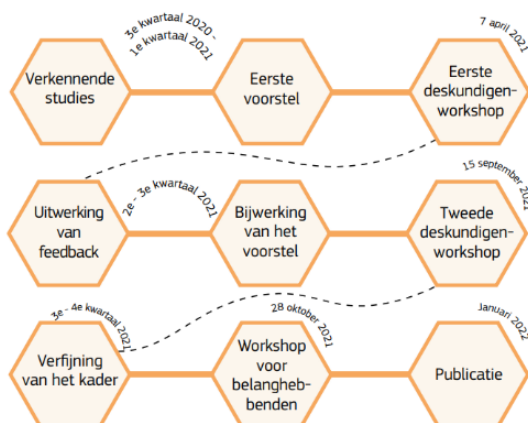 3e kwartaal 2020 -
1e kwartaal 2021
7 april 2021
Verkennende
studies
Eerste
voorstel
Eerste
deskundigen-
workshop
2e - 3e kwartaal 2021
15 september 2021
Uitwerking
van
feedback
Bijwerking
van het
voorstel
Tweede
deskundigen-
workshop
3e - 4e kwartaal 2021
28 oktober 2021
Januari 2022
Verfijning
van het kader
Workshop
voor
belangheb-
benden
Publicatie